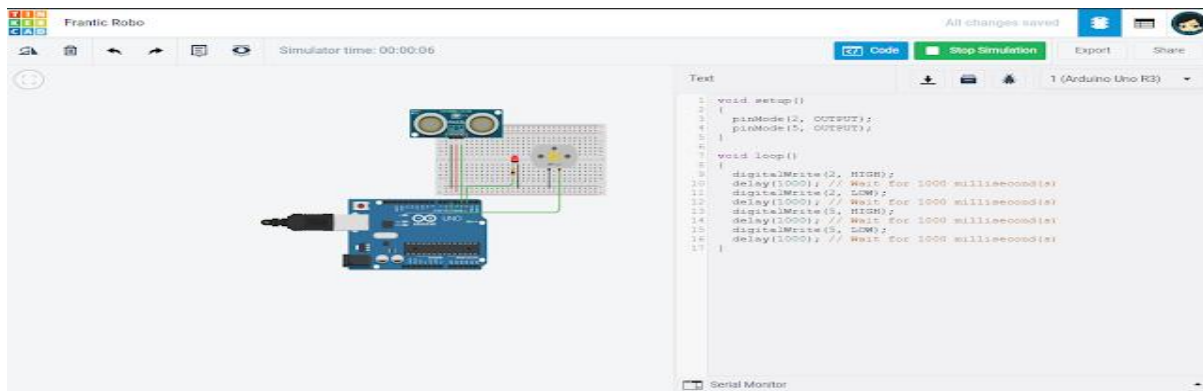 TIN
KER
CAD
Frantic Robo
All changes saved
Simulator time: 00:00:06
Code
Stop Simulation
Export
Share
Text
1 (Arduino Uno R3)
1 void setup()
2 {
3 pinMode(2, OUTPUT);
4 pinMode(5, OUTPUT);
5 }
6
7 void loop()
8 {
9 digitalWrite(2, HIGH);
10 delay(1000); // Wait for 1000 millisecond(s)
11 digitalWrite(2, LOW);
12 delay(1000); // Wait for 1000 millisecond(s)
13 digitalWrite(5, HIGH);
14 delay(1000); // Wait for 1000 millisecond(s)
15 digitalWrite(5, LOW);
16 delay(1000); // Wait for 1000 millisecond(s)
17 }
UNO
Serial Monitor